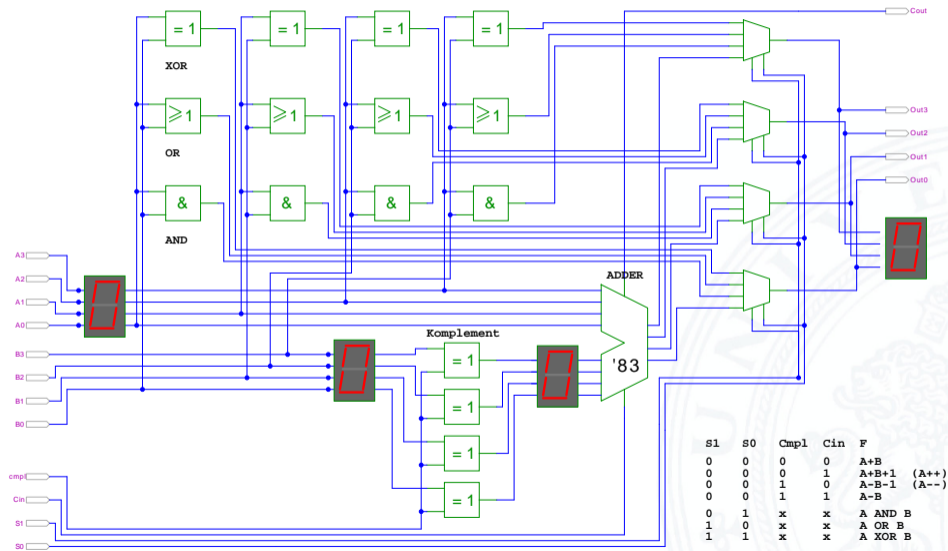 Cout
= 1 = 1 = 1 = 1
XOR
Out3
≥1 ≥1 ≥1 ≥1
Out2
OR
Out1
Out0
& & & &
AND
A3
A2
ADDER
A1
A0
Komplement
B3
= 1
'83
B2
B1
= 1
B0
S1 S0 Cmpl Cin F
= 1
0 0 0 0 A+B
0 0 0 1 A+B+1 (A++)
cmpl
0 0 1 0 A-B-1 (A--)
0 0 1 1 A-B
Cin
= 1
0 1 x x A AND B
S1
1 0 x x A OR B
1 1 x x A XOR B
S0